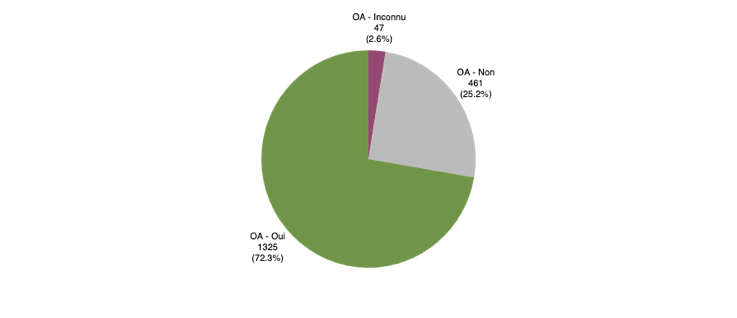 OA - Inconnu
47
(2.6%)
OA - Non
461
(25.2%)
OA - Oui
1325
(72.3%)